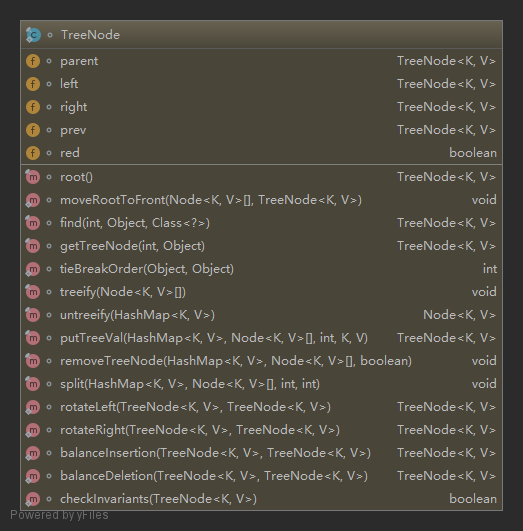 TreeNode
parent TreeNode<K, V>
left TreeNode<K, V>
right TreeNode<K, V>
prev TreeNode<K, V>
red boolean
root() TreeNode<K, V>
moveRootToFront(Node<K, V>[], TreeNode<K, V>) void
find(int, Object, Class<?>) TreeNode<K, V>
getTreeNode(int, Object) TreeNode<K, V>
tieBreakOrder(Object, Object) int
treeify(Node<K, V>[]) void
untreeify(HashMap<K, V>) Node<K, V>
putTreeVal(HashMap<K, V>, Node<K, V>[], int, K, V) TreeNode<K, V>
removeTreeNode(HashMap<K, V>, Node<K, V>[], boolean) void
split(HashMap<K, V>, Node<K, V>[], int, int) void
rotateLeft(TreeNode<K, V>, TreeNode<K, V>) TreeNode<K, V>
rotateRight(TreeNode<K, V>, TreeNode<K, V>) TreeNode<K, V>
balanceInsertion(TreeNode<K, V>, TreeNode<K, V>) TreeNode<K, V>
balanceDeletion(TreeNode<K, V>, TreeNode<K, V>) TreeNode<K, V>
checkInvariants(TreeNode<K, V>) boolean
Powered by yFiles